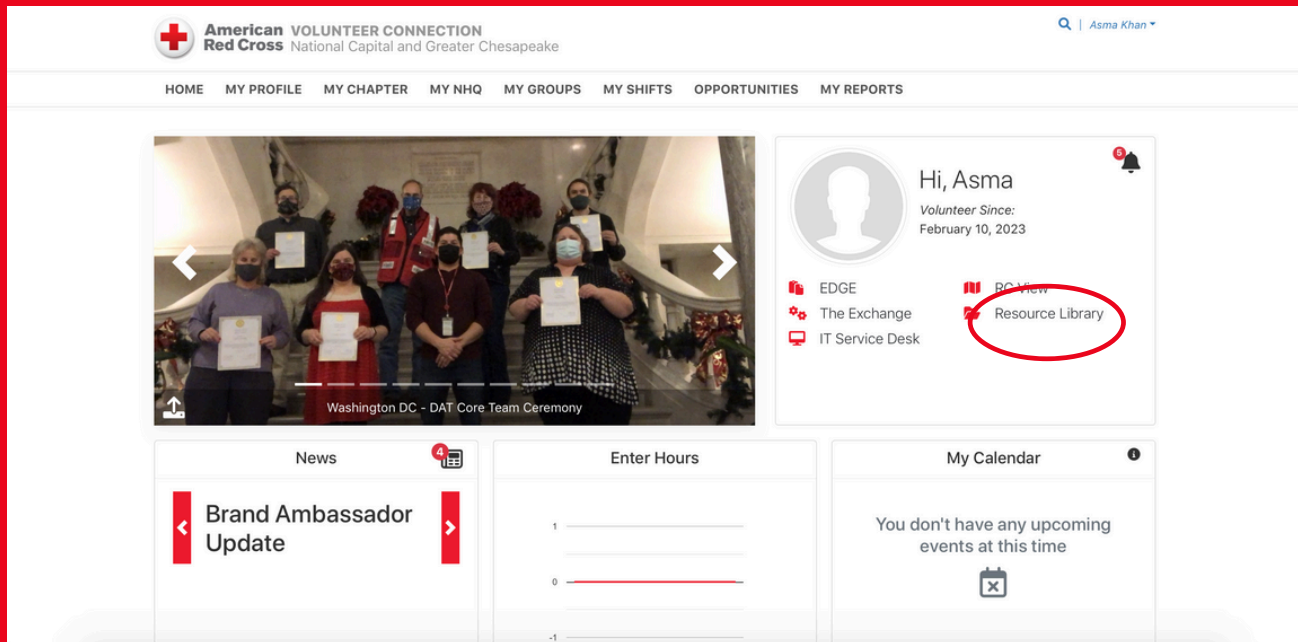 American VOLUNTEER CONNECTION
Red Cross National Capital and Greater Chesapeake
| Asma Khan
HOME MY PROFILE MY CHAPTER MY NHQ MY GROUPS MY SHIFTS OPPORTUNITIES MY REPORTS
Washington DC - DAT Core Team Ceremony
5
Hi, Asma
Volunteer Since:
February 10, 2023
EDGE RC View
The Exchange Resource Library
IT Service Desk
News 4
Brand Ambassador
Update
Enter Hours
1
0
-1
My Calendar
You don't have any upcoming
events at this time